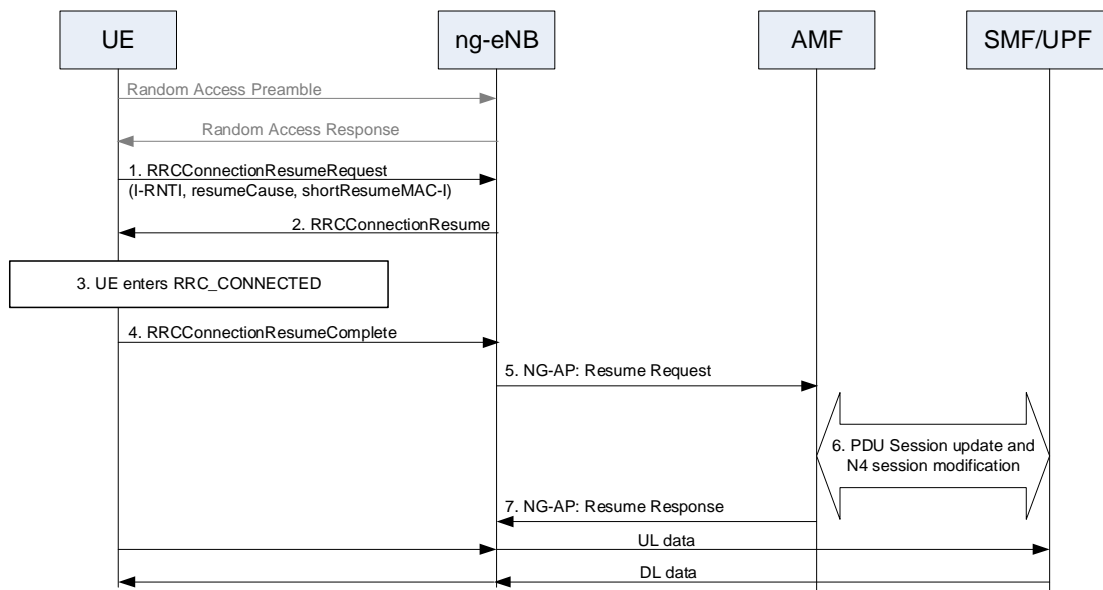 UE
ng-eNB
AMF
SMF/UPF
Random Access Preamble
Random Access Response
1. RRCConnectionResumeRequest
(I-RNTI, resumeCause, shortResumeMAC-I)
2. RRCConnectionResume
3. UE enters RRC_CONNECTED
4. RRCConnectionResumeComplete
5. NG-AP: Resume Request
6. PDU Session update and
N4 session modification
7. NG-AP: Resume Response
UL data
DL data